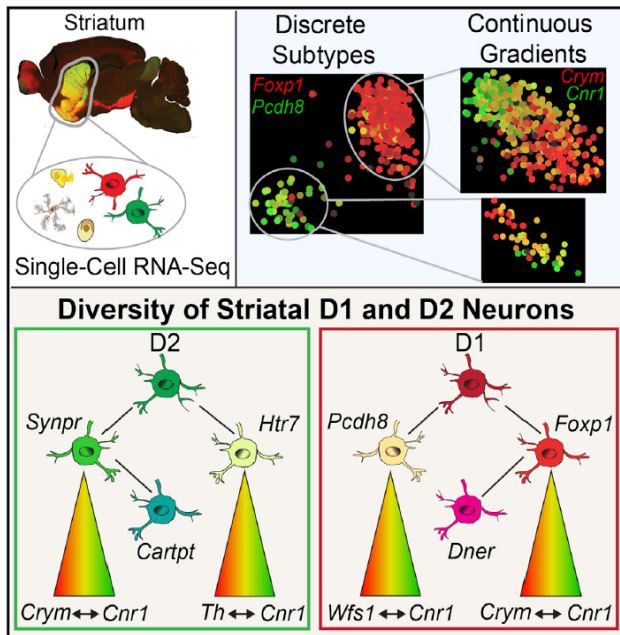 Striatum
Single-Cell RNA-Seq
Discrete
Subtypes
Continuous
Gradients
Foxp1
Pcdh8
Crym
Cnr1
Diversity of Striatal D1 and D2 Neurons
D2
Synpr
Htr7
Cartpt
Crym ↔ Cnr1
Th ↔ Cnr1
D1
Pcdh8
Foxp1
Dner
Wfs1 ↔ Cnr1
Crym ↔ Cnr1